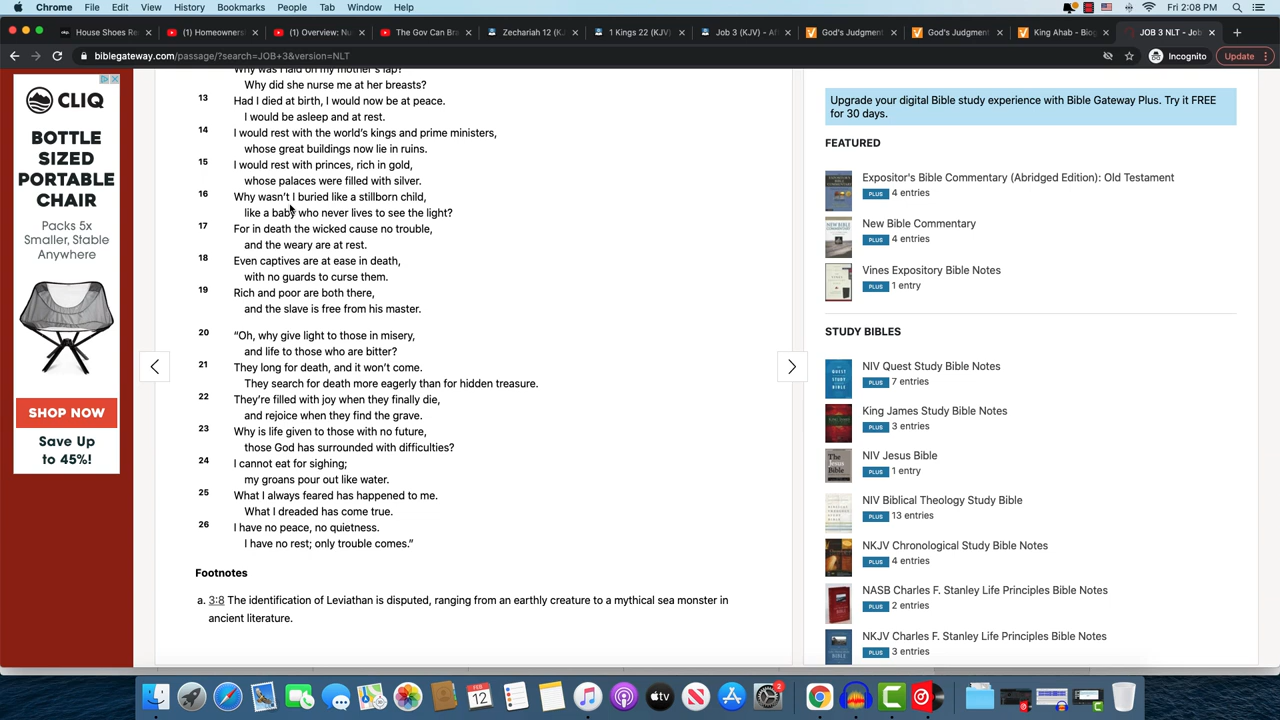 Chrome File Edit View History Bookmarks People Tab Window Help
Fri 2:08 PM
House Shoes Re
(1) Homeowners
(1) Overview: Nu
The Gov Can Bra
Zechariah 12 (KJV)
1 Kings 22 (KJV)
Job 3 (KJV) - Af
God's Judgment
God's Judgment
King Ahab - Blog
JOB 3 NLT - Job
biblegateway.com/passage/?search=JOB+3&version=NLT
Incognito
Update
CLIQ
BOTTLE
SIZED
PORTABLE
CHAIR
Packs 5x
Smaller, Stable
Anywhere
SHOP NOW
Save Up
to 45%!
Why was I laid on my mother's lap?
Why did she nurse me at her breasts?
13 Had I died at birth, I would now be at peace.
I would be asleep and at rest.
14 I would rest with the world's kings and prime ministers,
whose great buildings now lie in ruins.
15 I would rest with princes, rich in gold,
whose palaces were filled with silver.
16 Why wasn't I buried like a stillborn child,
like a baby who never lives to see the light?
17 For in death the wicked cause no trouble,
and the weary are at rest.
18 Even captives are at ease in death,
with no guards to curse them.
19 Rich and poor are both there,
and the slave is free from his master.
20 “Oh, why give light to those in misery,
and life to those who are bitter?
21 They long for death, and it won't come.
They search for death more eagerly than for hidden treasure.
22 They're filled with joy when they finally die,
and rejoice when they find the grave.
23 Why is life given to those with no future,
those God has surrounded with difficulties?
24 I cannot eat for sighing;
my groans pour out like water.
25 What I always feared has happened to me.
What I dreaded has come true.
26 I have no peace, no quietness.
I have no rest; only trouble comes.”
Footnotes
a. 3:8 The identification of Leviathan is disputed, ranging from an earthly creature to a mythical sea monster in
ancient literature.
Upgrade your digital Bible study experience with Bible Gateway Plus. Try it FREE
for 30 days.
FEATURED
Expositor's Bible Commentary (Abridged Edition): Old Testament
PLUS 4 entries
New Bible Commentary
PLUS 4 entries
Vines Expository Bible Notes
PLUS 1 entry
STUDY BIBLES
NIV Quest Study Bible Notes
PLUS 7 entries
King James Study Bible Notes
PLUS 3 entries
NIV Jesus Bible
PLUS 1 entry
NIV Biblical Theology Study Bible
PLUS 13 entries
NKJV Chronological Study Bible Notes
PLUS 4 entries
NASB Charles F. Stanley Life Principles Bible Notes
PLUS 2 entries
NKJV Charles F. Stanley Life Principles Bible Notes
PLUS 3 entries
FEB
12
tv
2